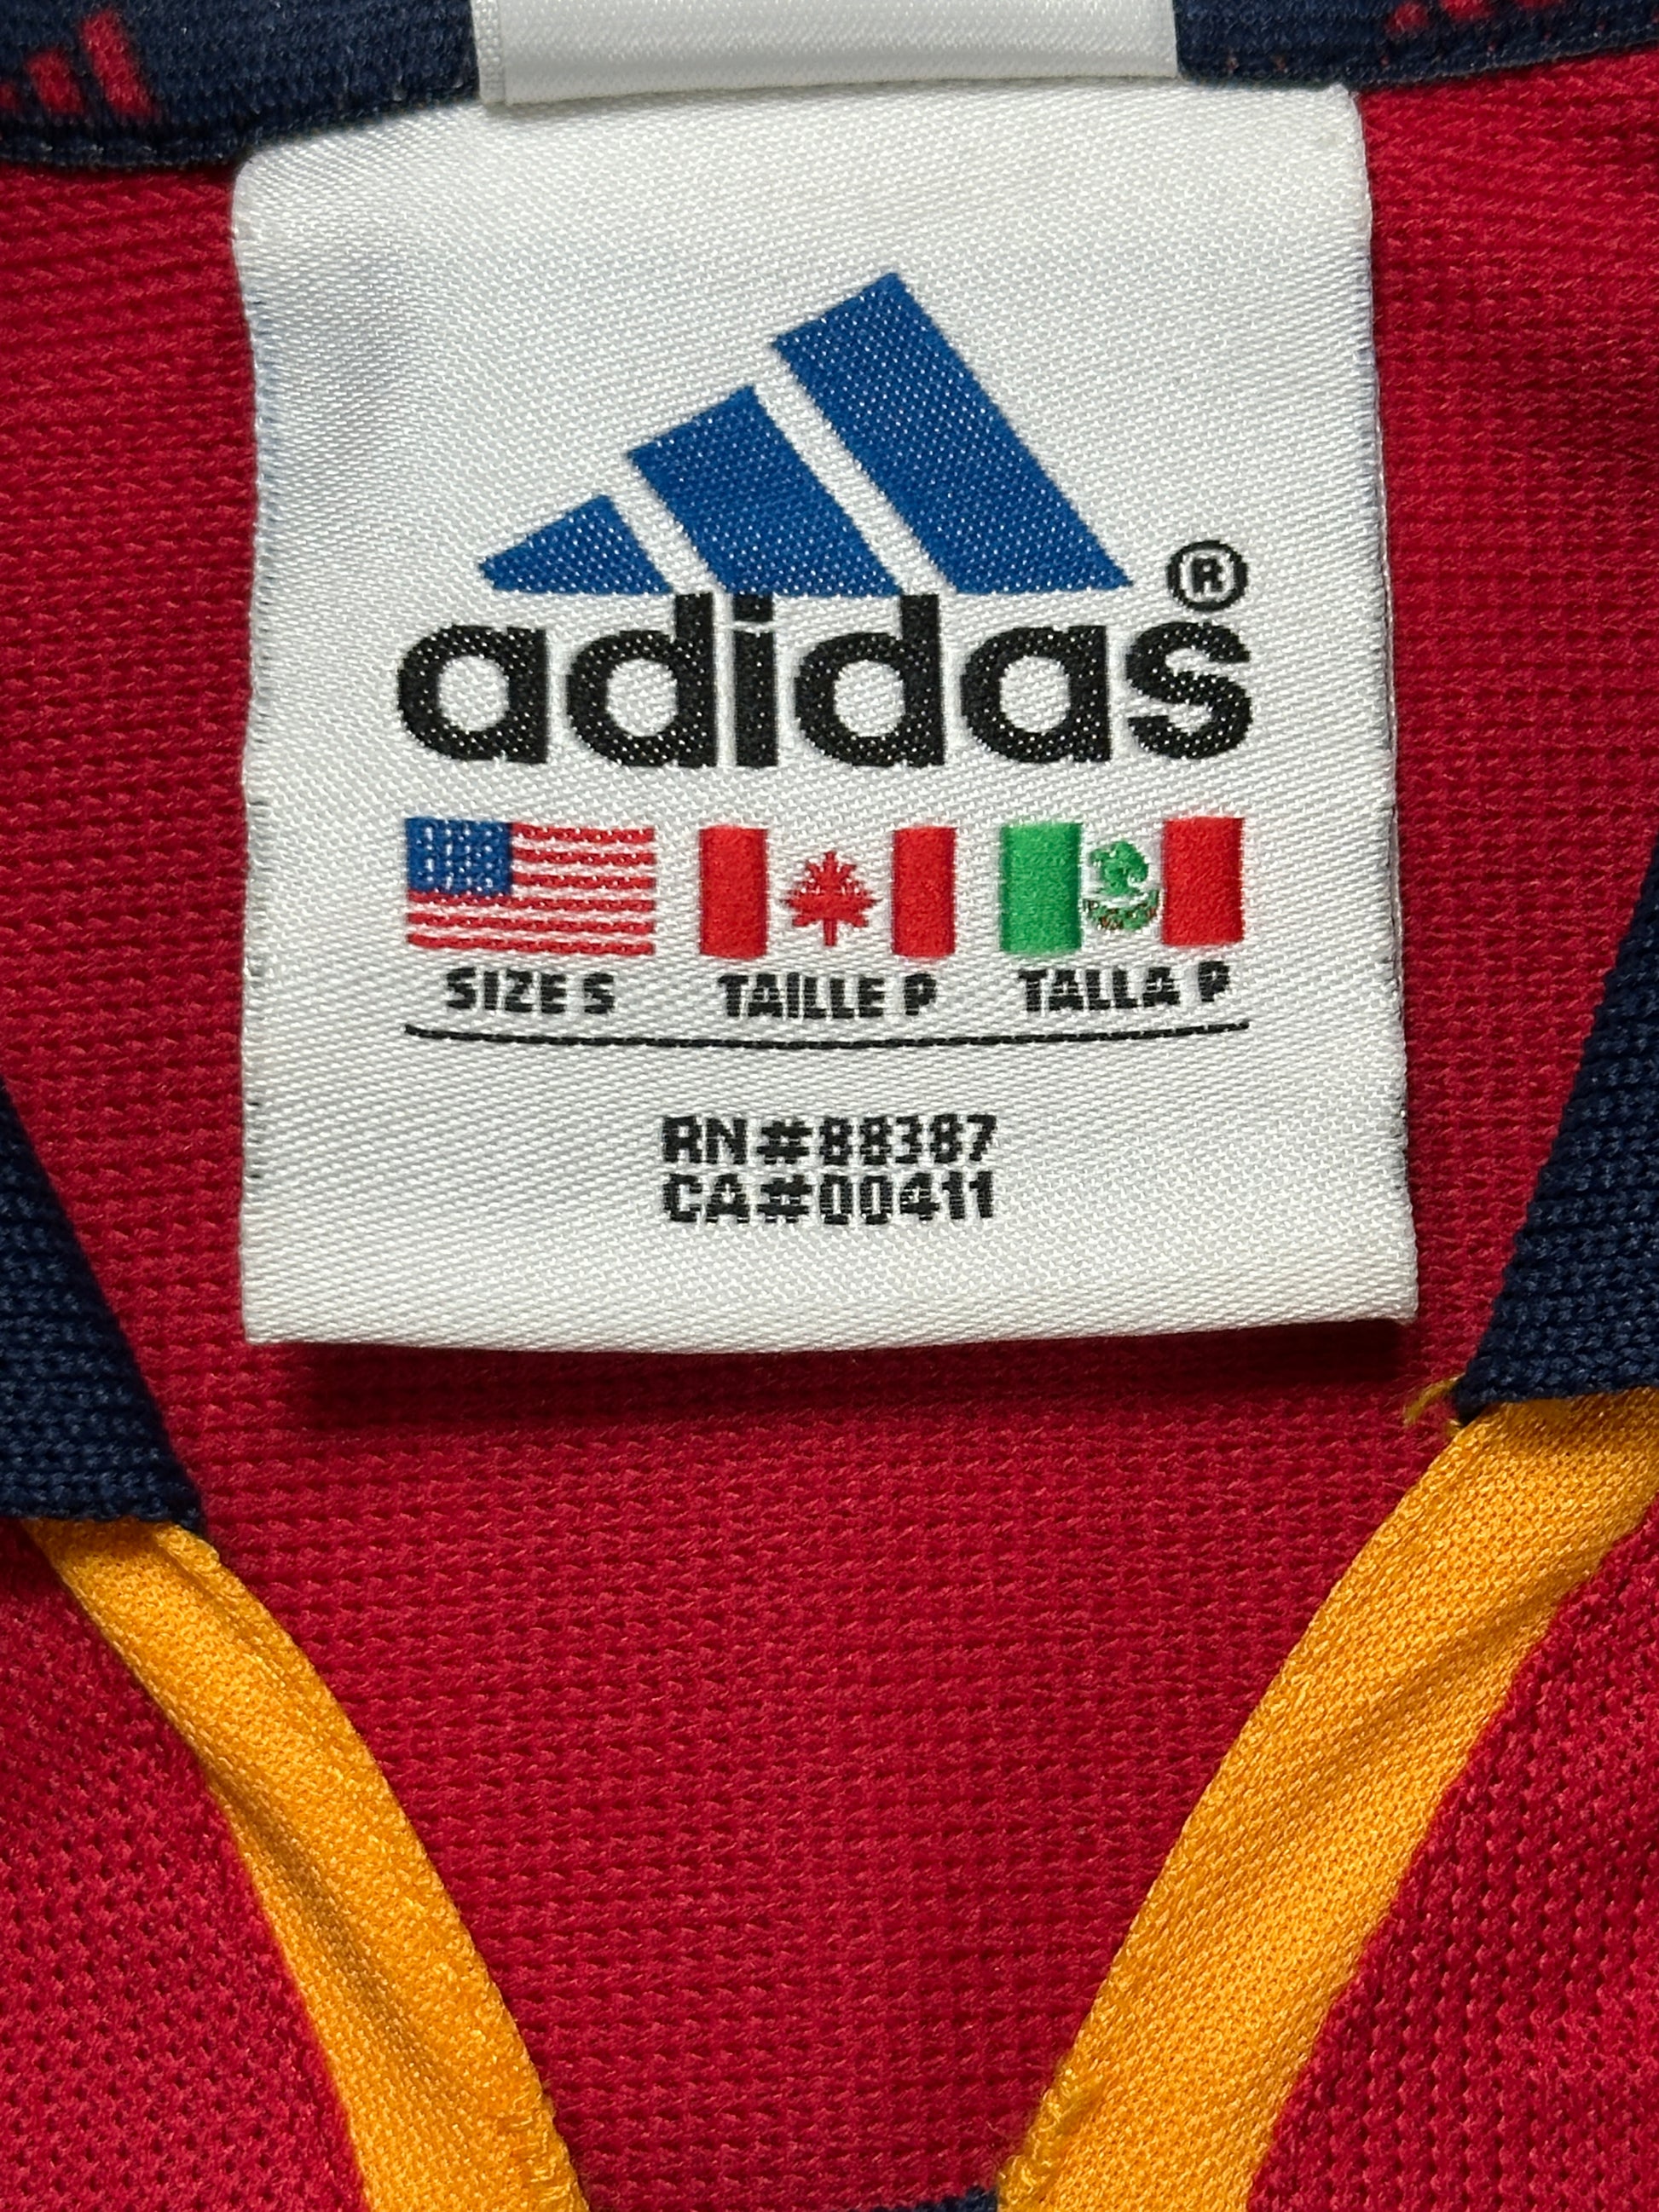 adidas®
SIZE S TAILLE P TALLA P
RN#88387
CA#00411